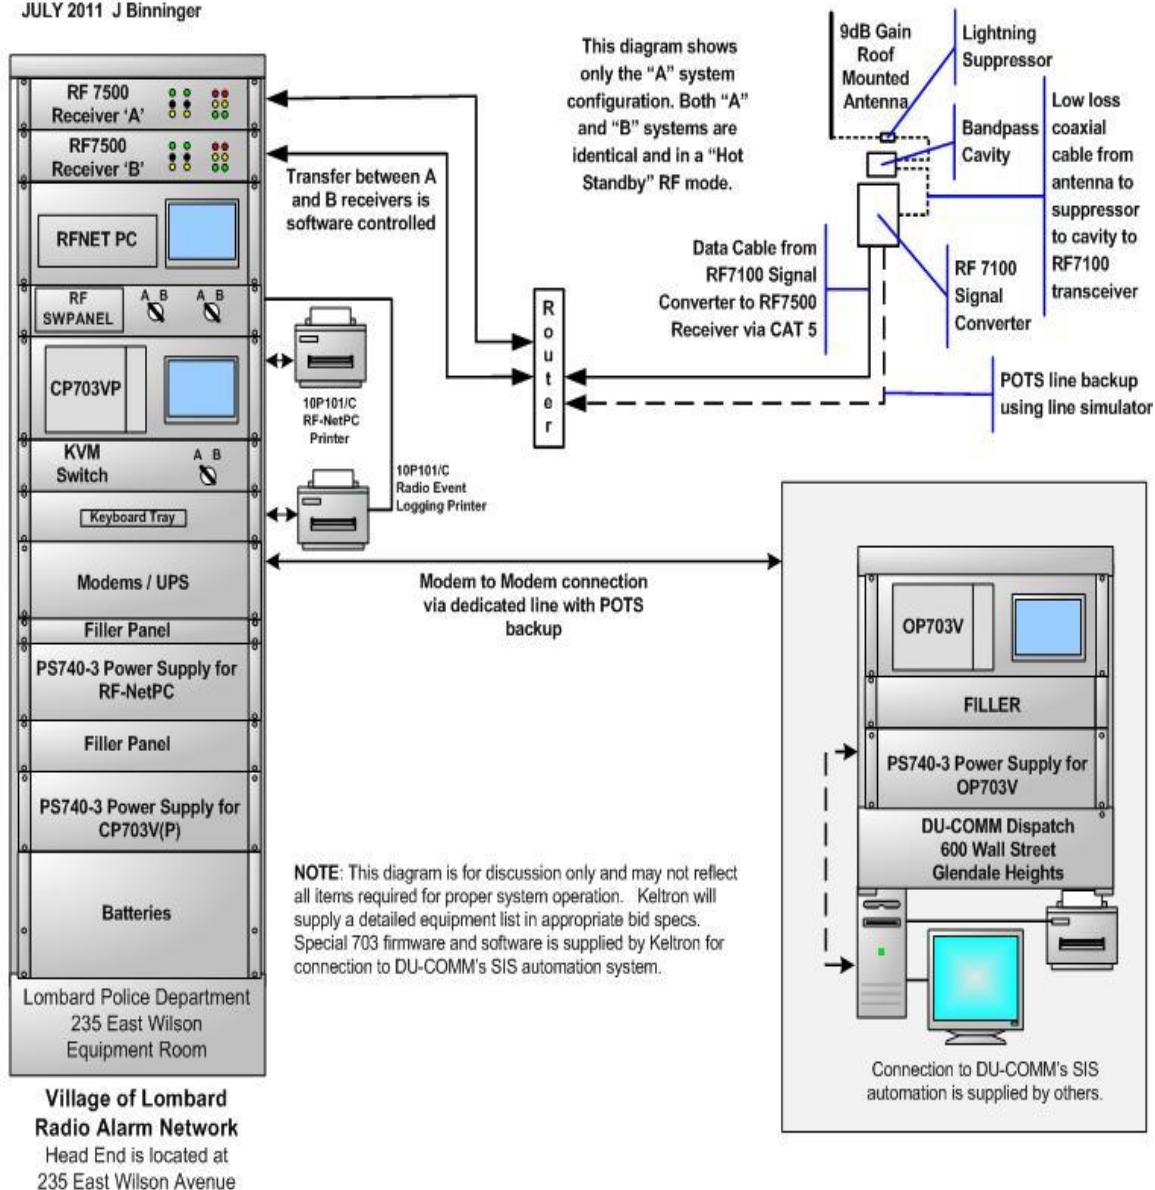 JULY 2011 J Binninger
RF 7500
Receiver 'A'
RF7500
Receiver 'B'
RFNET PC
RF
SWPANEL
A B
A B
CP703VP
KVM
Switch
A B
Keyboard Tray
Modems / UPS
Filler Panel
PS740-3 Power Supply for
RF-NetPC
Filler Panel
PS740-3 Power Supply for
CP703V(P)
Batteries
Lombard Police Department
235 East Wilson
Equipment Room
Village of Lombard
Radio Alarm Network
Head End is located at
235 East Wilson Avenue
Transfer between A
and B receivers is
software controlled
10P101/C
RF-NetPC
Printer
10P101/C
Radio Event
Logging Printer
Router
This diagram shows
only the “A” system
configuration. Both “A”
and “B” systems are
identical and in a “Hot
Standby” RF mode.
9dB Gain
Roof
Mounted
Antenna
Lightning
Suppressor
Bandpass
Cavity
Low loss
coaxial
cable from
antenna to
suppressor
to cavity to
RF7100
transceiver
Data Cable from
RF7100 Signal
Converter to RF7500
Receiver via CAT 5
RF 7100
Signal
Converter
POTS line backup
using line simulator
Modem to Modem connection
via dedicated line with POTS
backup
NOTE: This diagram is for discussion only and may not reflect
all items required for proper system operation. Keltron will
supply a detailed equipment list in appropriate bid specs.
Special 703 firmware and software is supplied by Keltron for
connection to DU-COMM's SIS automation system.
OP703V
FILLER
PS740-3 Power Supply for
OP703V
DU-COMM Dispatch
600 Wall Street
Glendale Heights
Connection to DU-COMM's SIS
automation is supplied by others.